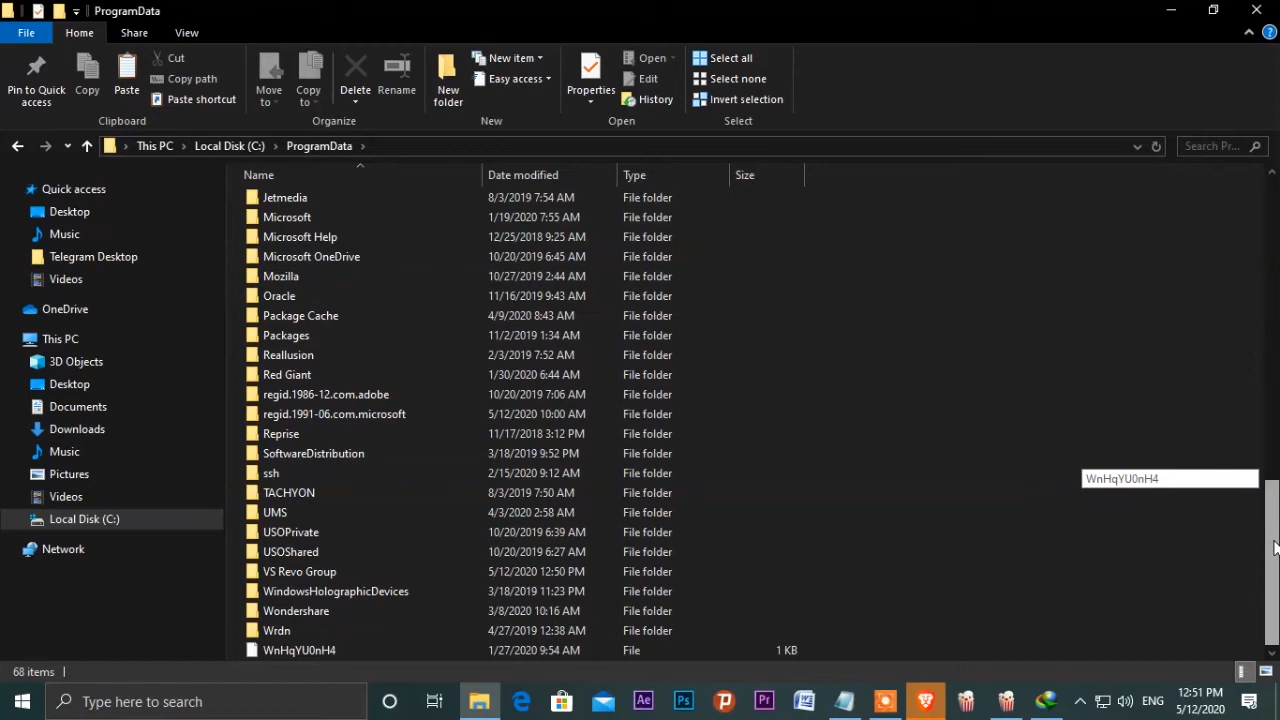 ProgramData
File Home Share View
Pin to Quick access
Copy
Paste
Cut
Copy path
Paste shortcut
Clipboard
Move to
Copy to
Delete
Rename
Organize
New folder
New item
Easy access
New
Properties
Open
Edit
History
Open
Select all
Select none
Invert selection
Select
This PC Local Disk (C:) ProgramData
Search Pr...
Quick access
Desktop
Music
Telegram Desktop
Videos
OneDrive
This PC
3D Objects
Desktop
Documents
Downloads
Music
Pictures
Videos
Local Disk (C:)
Network
Name Date modified Type Size
Jetmedia 8/3/2019 7:54 AM File folder
Microsoft 1/19/2020 7:55 AM File folder
Microsoft Help 12/25/2018 9:25 AM File folder
Microsoft OneDrive 10/20/2019 6:45 AM File folder
Mozilla 10/27/2019 2:44 AM File folder
Oracle 11/16/2019 9:43 AM File folder
Package Cache 4/9/2020 8:43 AM File folder
Packages 11/2/2019 1:34 AM File folder
Reallusion 2/3/2019 7:52 AM File folder
Red Giant 1/30/2020 6:44 AM File folder
regid.1986-12.com.adobe 10/20/2019 7:06 AM File folder
regid.1991-06.com.microsoft 5/12/2020 10:00 AM File folder
Reprise 11/17/2018 3:12 PM File folder
SoftwareDistribution 3/18/2019 9:52 PM File folder
ssh 2/15/2020 9:12 AM File folder
TACHYON 8/3/2019 7:50 AM File folder
UMS 4/3/2020 2:58 AM File folder
USOPrivate 10/20/2019 6:39 AM File folder
USOShared 10/20/2019 6:27 AM File folder
VS Revo Group 5/12/2020 12:50 PM File folder
WindowsHolographicDevices 3/18/2019 11:23 PM File folder
Wondershare 3/8/2020 10:16 AM File folder
Wrdn 4/27/2019 12:38 AM File folder
WnHqYU0nH4 1/27/2020 9:54 AM File 1 KB
WnHqYU0nH4
68 items
Type here to search
Ae
Ps
Pr
ENG
12:51 PM
5/12/2020